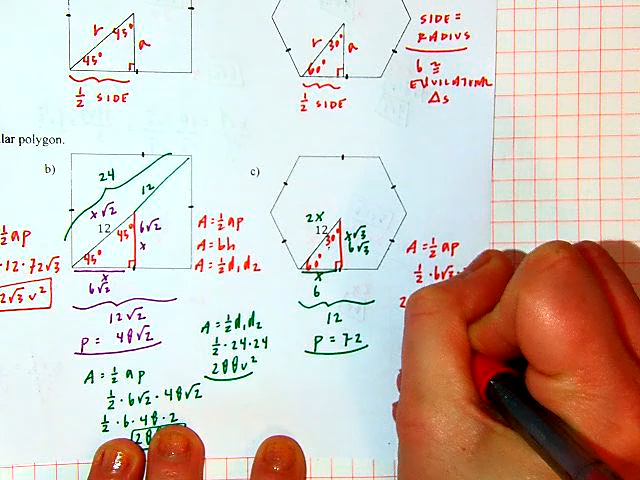 r 45°
45° a
½ SIDE
r 30° a
60°
½ SIDE
SIDE =
RADIUS
6 ≅
EQUILATERAL
Δs
lar polygon.
b)
24
12
x√2
12
45°
6√2
x
45°
x
6√2
12√2
P = 48√2
A = ½ ap
½ · 6√2 · 48√2
½ · 6 · 48 · 2
A = ½ ap
A = bh
A = ½ d₁d₂
A = ½ d₁d₂
½ · 24 · 24
288 u²
½ ap
· 12 · 72√3
2√3 u²
c)
2x
12
30°
x√3
6√3
60°
x
6
12
P = 72
A = ½ ap
½ · 6√3